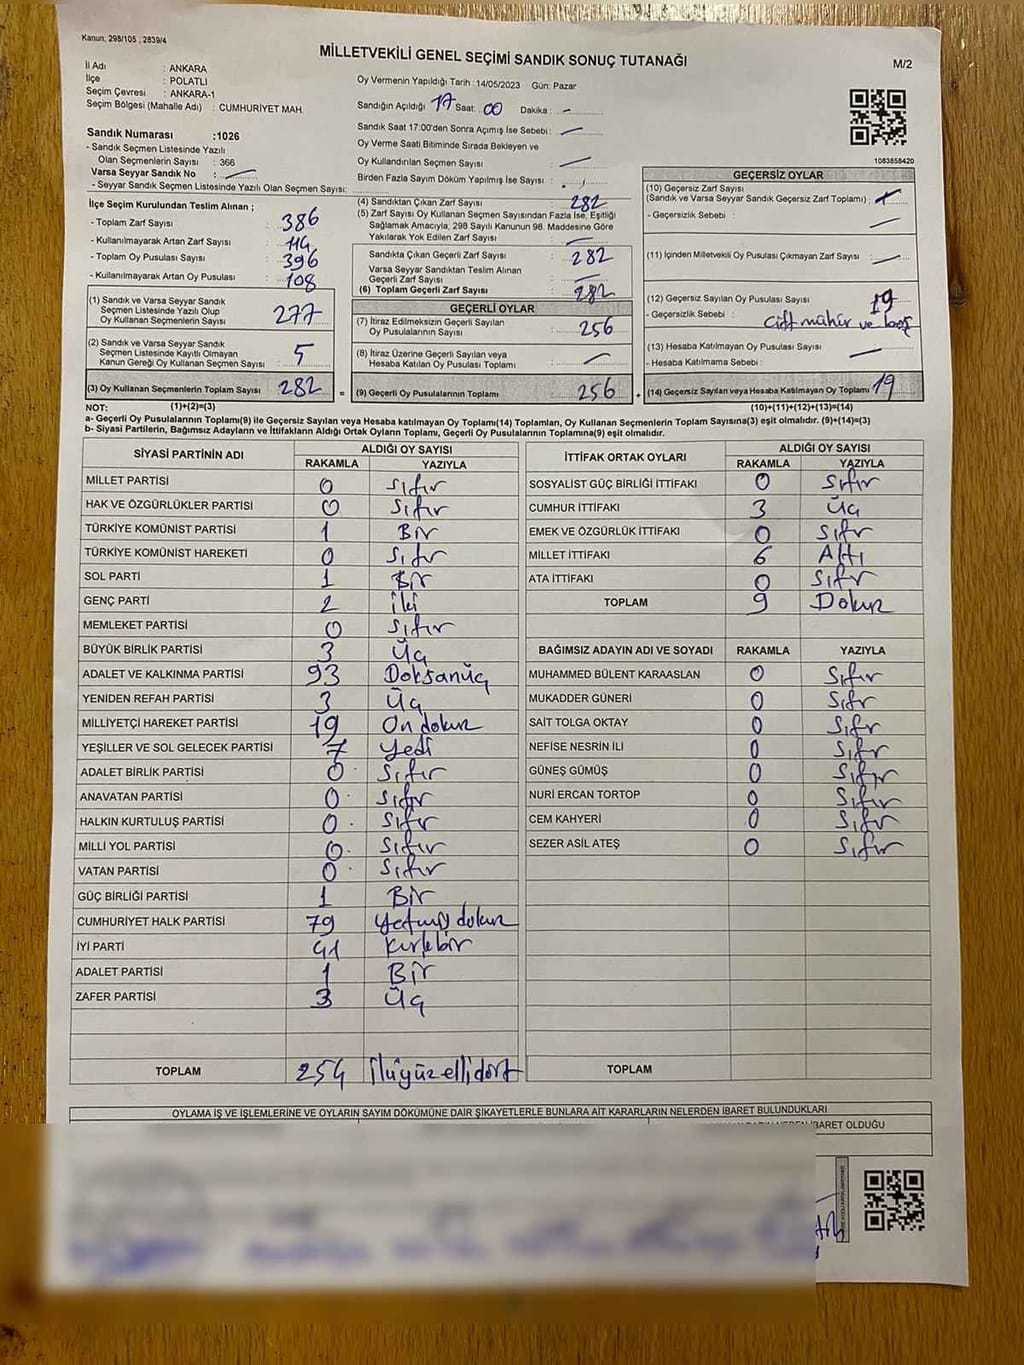 Kanun, 298/105 , 2839/4
MİLLETVEKİLİ GENEL SEÇİMİ SANDIK SONUÇ TUTANAĞI
M/2
İl Adı : ANKARA
İlçe : POLATLI
Seçim Çevresi : ANKARA-1
Seçim Bölgesi (Mahalle Adı) : CUMHURİYET MAH.
Sandık Numarası :1026
- Sandık Seçmen Listesinde Yazılı
Olan Seçmenlerin Sayısı : 366
Varsa Seyyar Sandık No : —
- Seyyar Sandık Seçmen Listesinde Yazılı Olan Seçmen Sayısı:
Oy Vermenin Yapıldığı Tarih : 14/05/2023 Gün: Pazar
Sandığın Açıldığı 17 Saat: 00 Dakika : —
Sandık Saat 17:00'den Sonra Açımış İse Sebebi : —
Oy Verme Saati Bitiminde Sırada Bekleyen ve
Oy Kullandırılan Seçmen Sayısı : —
Birden Fazla Sayım Döküm Yapılmış İse Sayısı :
1083858420
İlçe Seçim Kurulundan Teslim Alınan ;
- Toplam Zarf Sayısı : 386
- Kullanılmayarak Artan Zarf Sayısı : 114
- Toplam Oy Pusulası Sayısı : 396
- Kullanılmayarak Artan Oy Pusulası : 108
(1) Sandık ve Varsa Seyyar Sandık
Seçmen Listesinde Yazılı Olup
Oy Kullanan Seçmenlerin Sayısı : 277
(2) Sandık ve Varsa Seyyar Sandık
Seçmen Listesinde Kayıtlı Olmayan
Kanun Gereği Oy Kullanan Seçmen Sayısı : 5
(3) Oy Kullanan Seçmenlerin Toplam Sayısı : 282 =
(4) Sandıktan Çıkan Zarf Sayısı : 282
(5) Zarf Sayısı Oy Kullanan Seçmen Sayısından Fazla İse, Eşitliği
Sağlamak Amacıyla, 298 Sayılı Kanunun 98. Maddesine Göre
Yakılarak Yok Edilen Zarf Sayısı : —
Sandıkta Çıkan Geçerli Zarf Sayısı : 282
Varsa Seyyar Sandıktan Teslim Alınan
Geçerli Zarf Sayısı : —
(6) Toplam Geçerli Zarf Sayısı : 282
GEÇERLİ OYLAR
(7) İtiraz Edilmeksizin Geçerli Sayılan
Oy Pusulalarının Sayısı : 256
(8) İtiraz Üzerine Geçerli Sayılan veya
Hesaba Katılan Oy Pusulası Toplamı : —
(9) Geçerli Oy Pusulalarının Toplamı : 256 +
GEÇERSİZ OYLAR
(10) Geçersiz Zarf Sayısı
(Sandık ve Varsa Seyyar Sandık Geçersiz Zarf Toplamı) :
- Geçersizlik Sebebi : —
(11) İçinden Milletvekili Oy Pusulası Çıkmayan Zarf Sayısı : —
(12) Geçersiz Sayılan Oy Pusulası Sayısı : 19
- Geçersizlik Sebebi : Çift mühür ve boş
(13) Hesaba Katılmayan Oy Pusulası Sayısı : —
- Hesaba Katılmama Sebebi :
(14) Geçersiz Sayılan veya Hesaba Katılmayan Oy Toplamı : 19
NOT: (1)+(2)=(3)
(10)+(11)+(12)+(13)=(14)
a- Geçerli Oy Pusulalarının Toplamı(9) ile Geçersiz Sayılan veya Hesaba katılmayan Oy Toplamı(14) Toplamları, Oy Kullanan Seçmenlerin Toplam Sayısına(3) eşit olmalıdır. (9)+(14)=(3)
b- Siyasi Partilerin, Bağımsız Adayların ve İttifakların Aldığı Ortak Oyların Toplamı, Geçerli Oy Pusulalarının Toplamına(9) eşit olmalıdır.
SİYASİ PARTİNİN ADI ALDIĞI OY SAYISI
RAKAMLA YAZIYLA
MİLLET PARTİSİ 0 Sıfır
HAK VE ÖZGÜRLÜKLER PARTİSİ 0 Sıfır
TÜRKİYE KOMÜNİST PARTİSİ 1 Bir
TÜRKİYE KOMÜNİST HAREKETİ 0 Sıfır
SOL PARTİ 1 Bir
GENÇ PARTİ 2 İki
MEMLEKET PARTİSİ 0 Sıfır
BÜYÜK BİRLİK PARTİSİ 3 Üç
ADALET VE KALKINMA PARTİSİ 93 Doksanüç
YENİDEN REFAH PARTİSİ 3 Üç
MİLLİYETÇİ HAREKET PARTİSİ 19 On dokuz
YEŞİLLER VE SOL GELECEK PARTİSİ 7 Yedi
ADALET BİRLİK PARTİSİ 0 Sıfır
ANAVATAN PARTİSİ 0 Sıfır
HALKIN KURTULUŞ PARTİSİ 0 Sıfır
MİLLİ YOL PARTİSİ 0 Sıfır
VATAN PARTİSİ 0 Sıfır
GÜÇ BİRLİĞİ PARTİSİ 1 Bir
CUMHURİYET HALK PARTİSİ 79 Yetmiş dokuz
İYİ PARTİ 41 Kırkbir
ADALET PARTİSİ 1 Bir
ZAFER PARTİSİ 3 Üç
TOPLAM 254 İkiyüzellidört
İTTİFAK ORTAK OYLARI ALDIĞI OY SAYISI
RAKAMLA YAZIYLA
SOSYALİST GÜÇ BİRLİĞİ İTTİFAKI 0 Sıfır
CUMHUR İTTİFAKI 3 Üç
EMEK VE ÖZGÜRLÜK İTTİFAKI 0 Sıfır
MİLLET İTTİFAKI 6 Altı
ATA İTTİFAKI 0 Sıfır
TOPLAM 9 Dokuz
BAĞIMSIZ ADAYIN ADI VE SOYADI RAKAMLA YAZIYLA
MUHAMMED BÜLENT KARAASLAN 0 Sıfır
MUKADDER GÜNERİ 0 Sıfır
SAİT TOLGA OKTAY 0 Sıfır
NEFİSE NESRİN İLİ 0 Sıfır
GÜNEŞ GÜMÜŞ 0 Sıfır
NURİ ERCAN TORTOP 0 Sıfır
CEM KAHYERİ 0 Sıfır
SEZER ASİL ATEŞ 0 Sıfır
TOPLAM
OYLAMA İŞ VE İŞLEMLERİNE VE OYLARIN SAYIM DÖKÜMÜNE DAİR ŞİKAYETLERLE BUNLARA AİT KARARLARIN NELERDEN İBARET BULUNDUKLARI
İBARET OLDUĞU